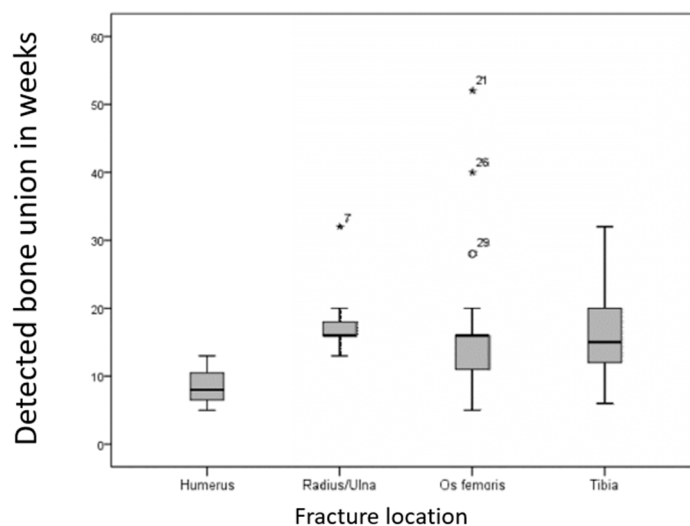 Detected bone union in weeks
60
50
40
30
20
10
0
21
26
7
29
Humerus
Radius/Ulna
Os femoris
Tibia
Fracture location